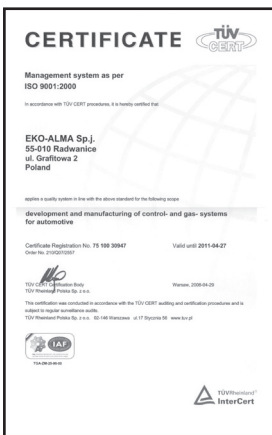 CERTIFICATE
TÜV
CERT
Management system as per
ISO 9001:2000
In accordance with TÜV CERT procedures, it is hereby certified that
EKO-ALMA Sp.j.
55-010 Radwanice
ul. Grafitowa 2
Poland
applies a quality system in line with the above standard for the following scope
development and manufacturing of control- and gas- systems
for automotive
Certificate Registration No. 75 100 30947
Valid until 2011-04-27
Order No.
TÜV CERT Certification Body
TÜV Rheinland Polska Sp. z o.o.
Warsaw,
This certification was conducted in accordance with the TÜV CERT auditing and certification procedures and is
subject to regular surveillance audits.
TÜV Rheinland Polska Sp. z o.o. 02-146 Warszawa ul.17 Stycznia 56 www.tuv.pl
IAF
TÜVRheinland
InterCert